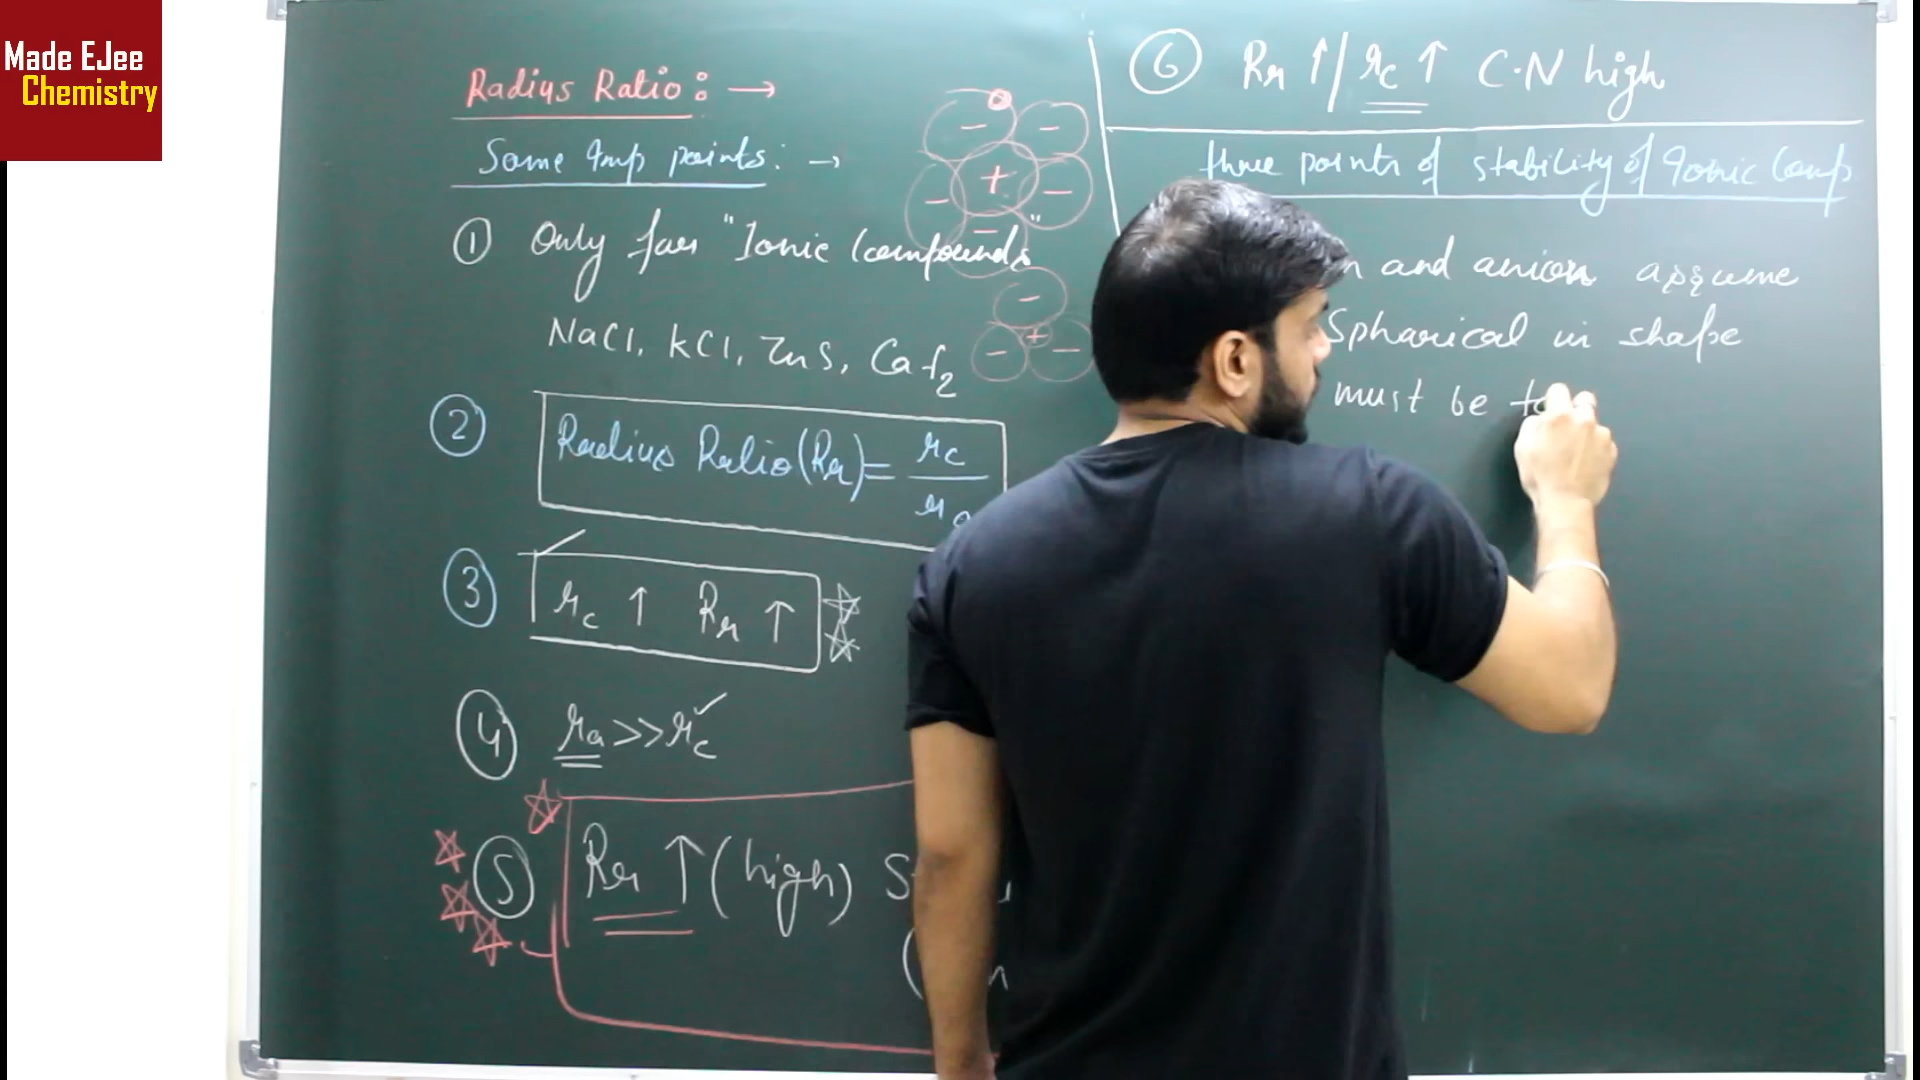 Made EJee
Chemistry
Radius Ratio: →
Some Imp points: →
① Only for "Ionic Compounds"
NaCl, KCl, ZnS, CaF2
② Radius Ratio(Rr) = rc / ra
③ rc ↑ Rr ↑
④ ra >> rc ✓
⑤ Rr ↑ (high)
⑥ Rr ↑ / rc ↑ C.N high
three points of stability of Ionic Comp
and anion assume
Spharical in shape
must be